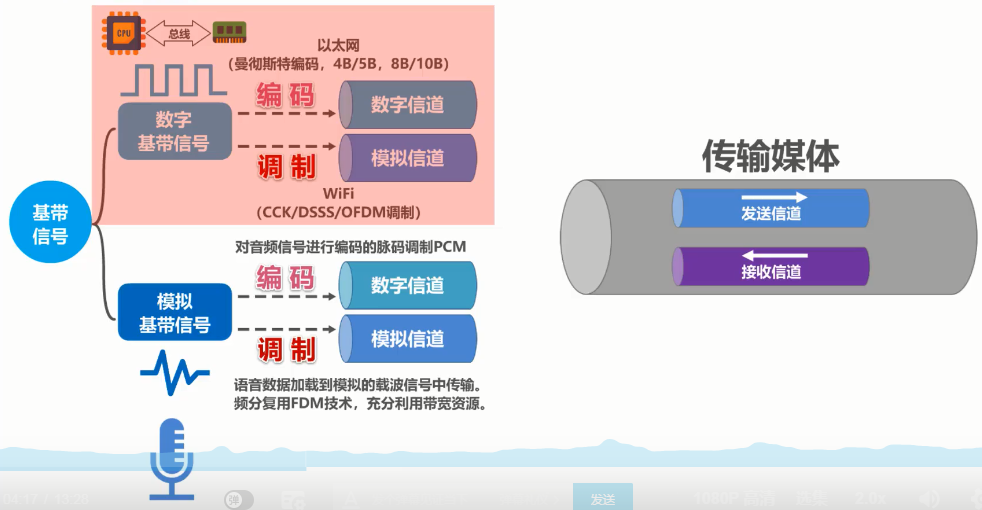 CPU
总线
以太网
(曼彻斯特编码，4B/5B，8B/10B)
编码
数字信道
数字
基带信号
调制
模拟信道
WiFi
(CCK/DSSS/OFDM调制)
基带
信号
对音频信号进行编码的脉码调制PCM
编码
数字信道
模拟
基带信号
调制
模拟信道
语音数据加载到模拟的载波信号中传输。
频分复用FDM技术，充分利用带宽资源。
传输媒体
发送信道
接收信道
04:17 / 13:28
弹
发送
1080P 高清
选集
2.0x